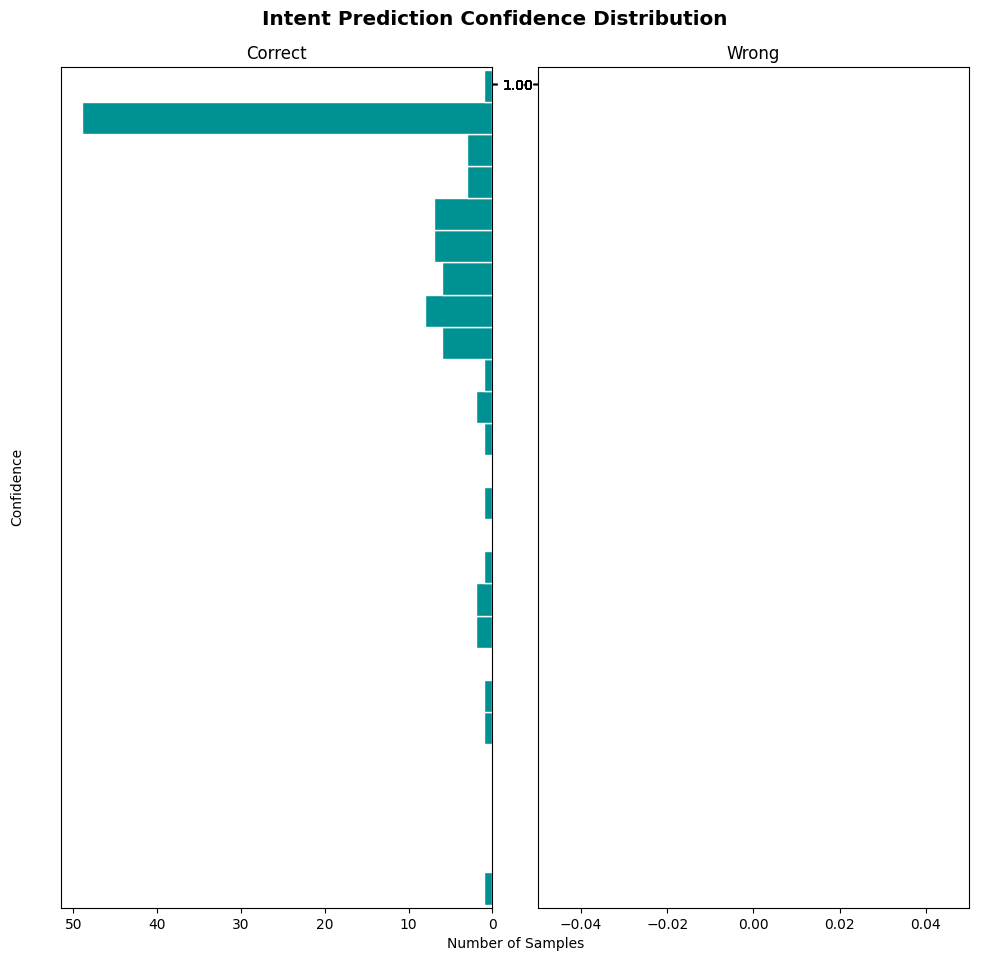 Intent Prediction Confidence Distribution
Correct
Wrong
1.00
Confidence
50 40 30 20 10 0
−0.04 −0.02 0.00 0.02 0.04
Number of Samples